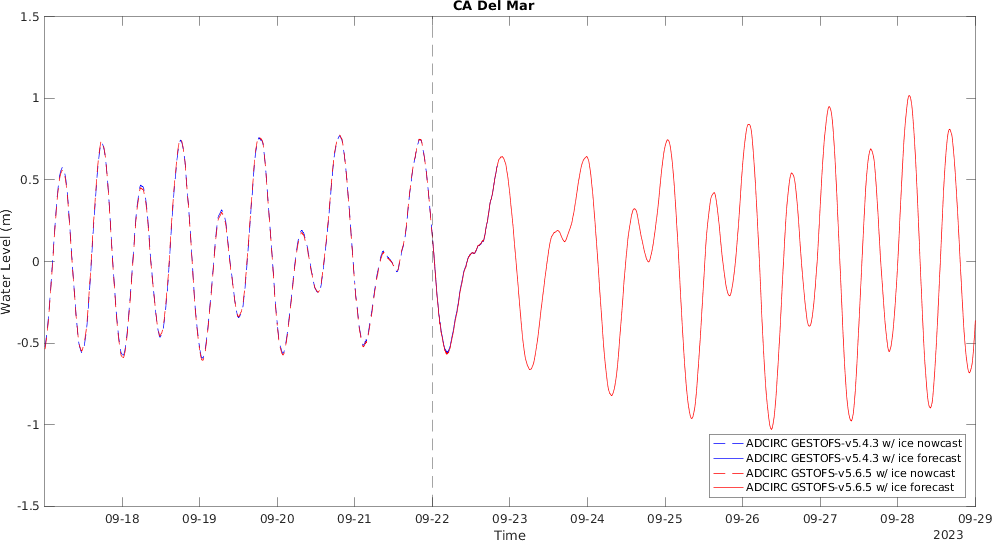 CA Del Mar
1.5
1
0.5
0
-0.5
-1
-1.5
Water Level (m)
ADCIRC GESTOFS-v5.4.3 w/ ice nowcast
ADCIRC GESTOFS-v5.4.3 w/ ice forecast
ADCIRC GSTOFS-v5.6.5 w/ ice nowcast
ADCIRC GSTOFS-v5.6.5 w/ ice forecast
09-18 09-19 09-20 09-21 09-22 09-23 09-24 09-25 09-26 09-27 09-28 09-29
Time
2023